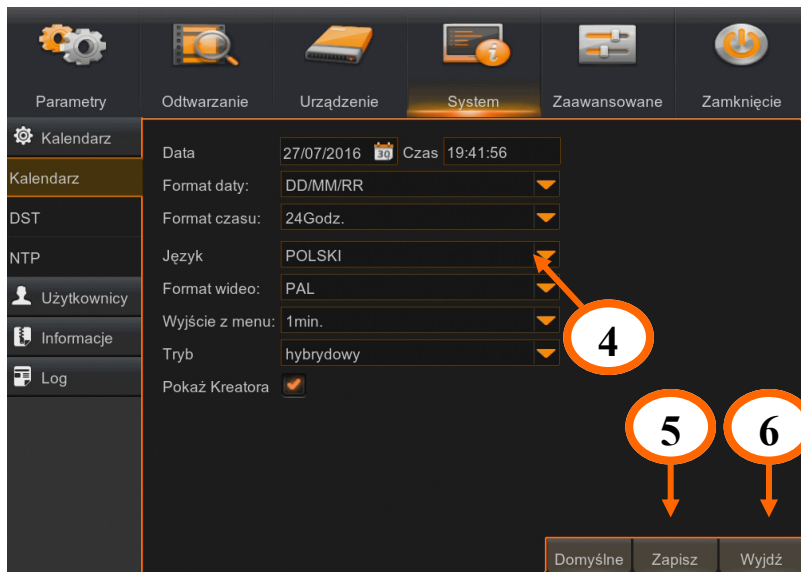 Parametry Odtwarzanie Urządzenie System Zaawansowane Zamknięcie
Kalendarz
Kalendarz
DST
NTP
Użytkownicy
Informacje
Log
Data 27/07/2016 30 Czas 19:41:56
Format daty: DD/MM/RR
Format czasu: 24Godz.
Język POLSKI
Format wideo: PAL
Wyjście z menu: 1min.
Tryb hybrydowy
Pokaż Kreatora
4
5 6
Domyślne Zapisz Wyjdź